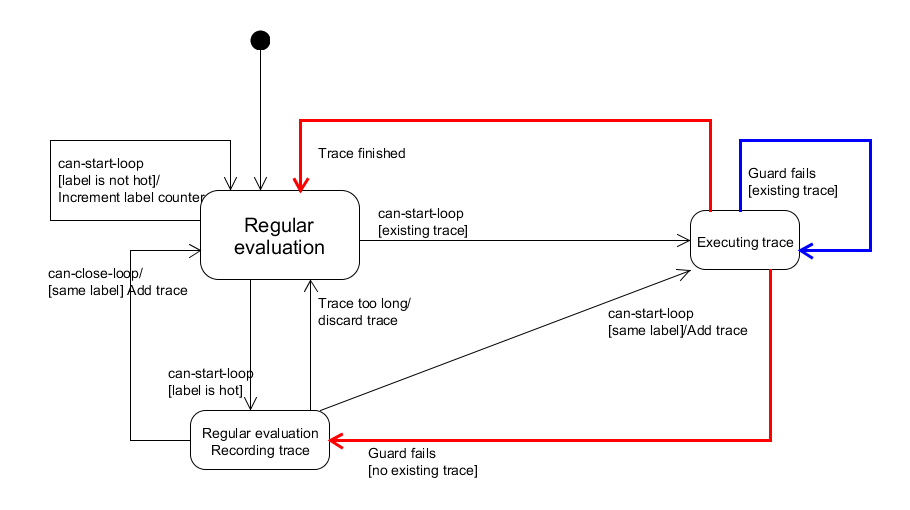 Trace finished
can-start-loop
[label is not hot]/
Increment label counter
Guard fails
[existing trace]
Regular
evaluation
can-start-loop
[existing trace]
Executing trace
can-close-loop/
[same label] Add trace
Trace too long/
discard trace
can-start-loop
[same label]/Add trace
can-start-loop
[label is hot]
Regular evaluation
Recording trace
Guard fails
[no existing trace]